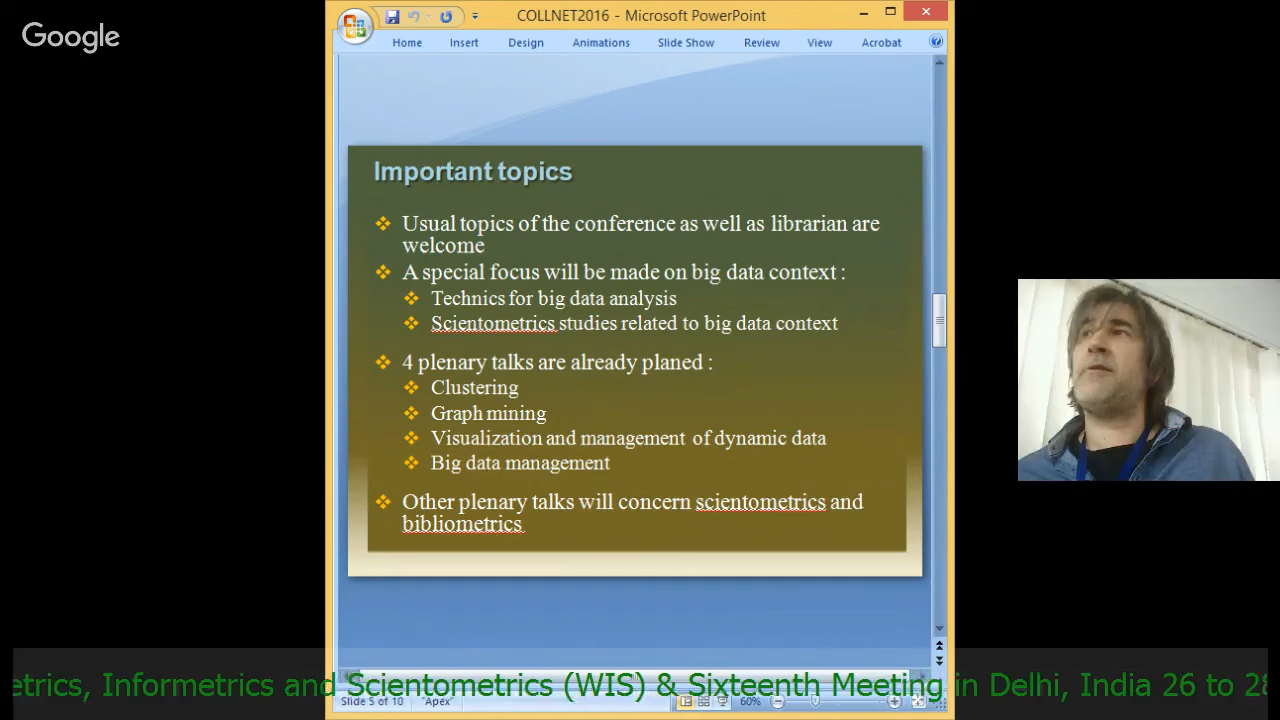 Google
COLLNET2016 - Microsoft PowerPoint
Home Insert Design Animations Slide Show Review View Acrobat
Important topics
Usual topics of the conference as well as librarian are
welcome
A special focus will be made on big data context :
Technics for big data analysis
Scientometrics studies related to big data context
4 plenary talks are already planed :
Clustering
Graph mining
Visualization and management of dynamic data
Big data management
Other plenary talks will concern scientometrics and
bibliometrics
etrics, Informetrics and Scientometrics (WIS) & Sixteenth Meeting in Delhi, India 26 to 28
Slide 5 of 10 "Apex" 60%